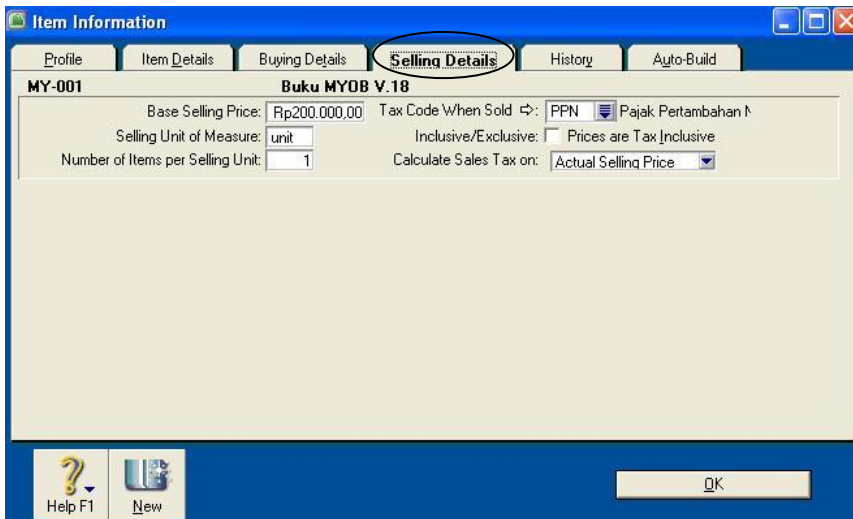 Item Information
Profile Item Details Buying Details Selling Details History Auto-Build
MY-001 Buku MYOB V.18
Base Selling Price: Rp200.000,00 Tax Code When Sold ⇨: PPN Pajak Pertambahan N
Selling Unit of Measure: unit Inclusive/Exclusive: Prices are Tax Inclusive
Number of Items per Selling Unit: 1 Calculate Sales Tax on: Actual Selling Price
Help F1 New OK